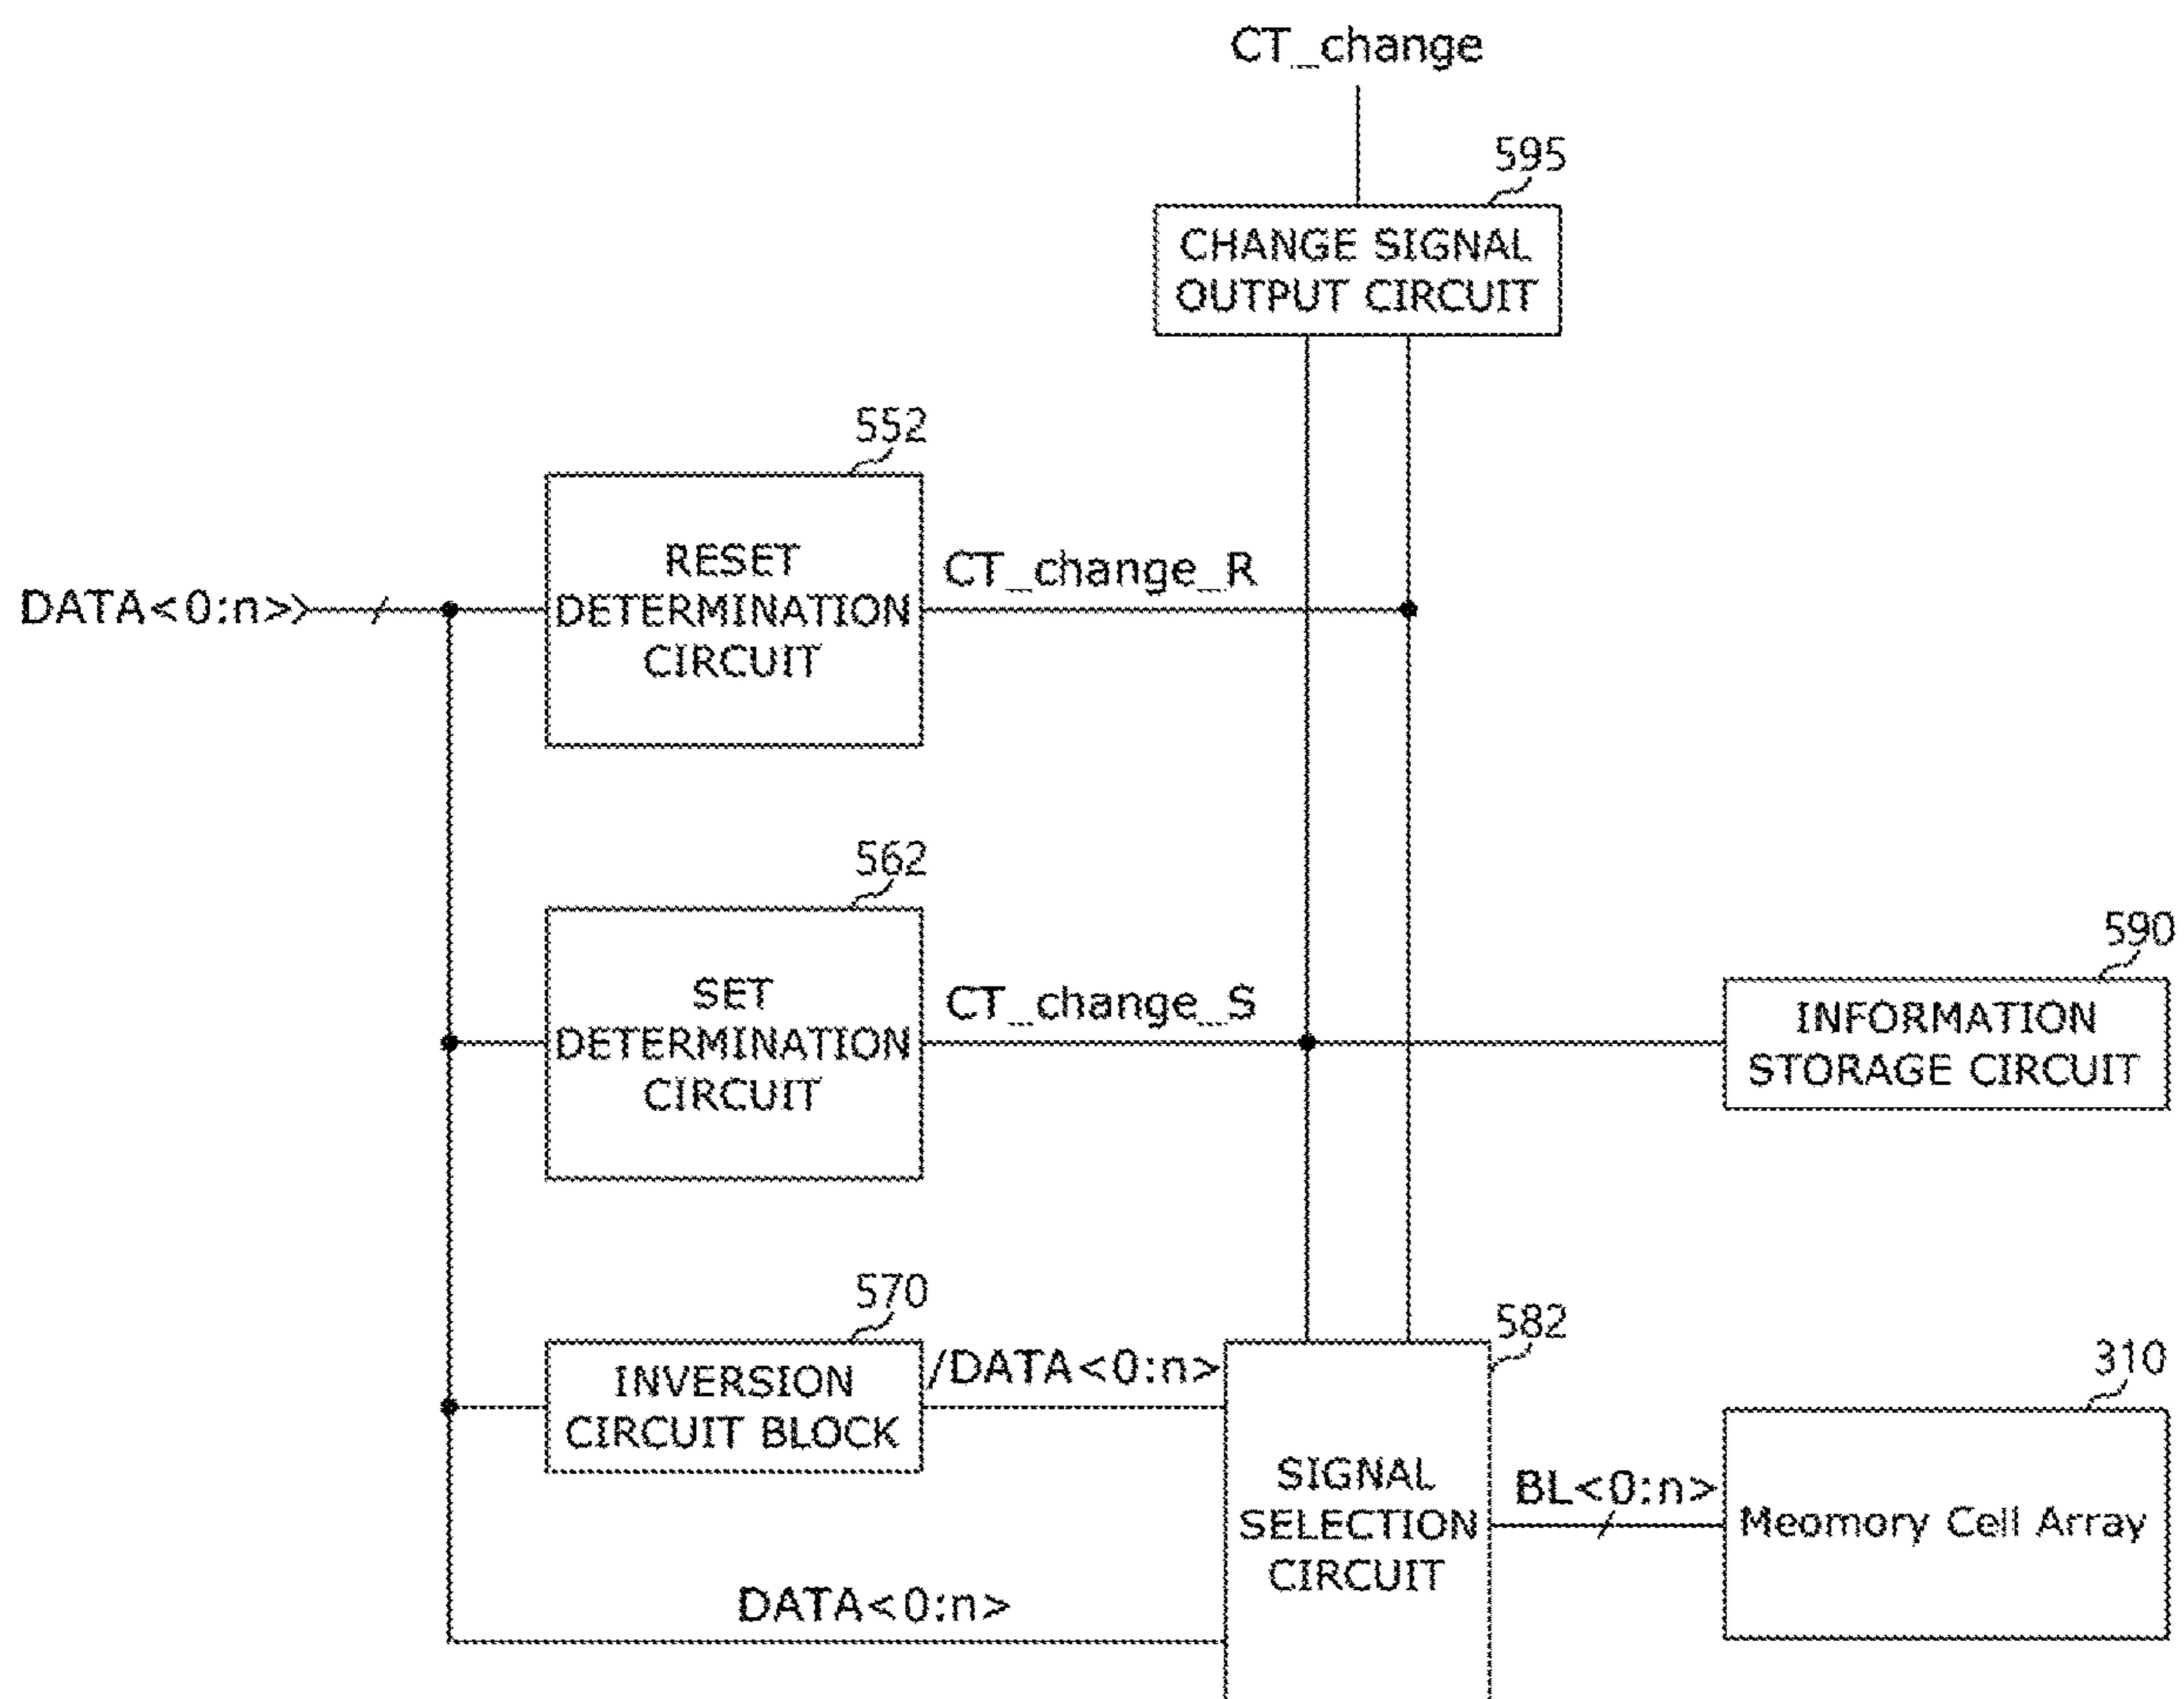 CT_change
595
CHANGE SIGNAL
OUTPUT CIRCUIT
552
RESET
DETERMINATION
CIRCUIT
CT_change_R
DATA<0:n>
562
SET
DETERMINATION
CIRCUIT
CT_change_S
590
INFORMATION
STORAGE CIRCUIT
570
INVERSION
CIRCUIT BLOCK
/DATA<0:n>
582
SIGNAL
SELECTION
CIRCUIT
BL<0:n>
310
Meomory Cell Array
DATA<0:n>